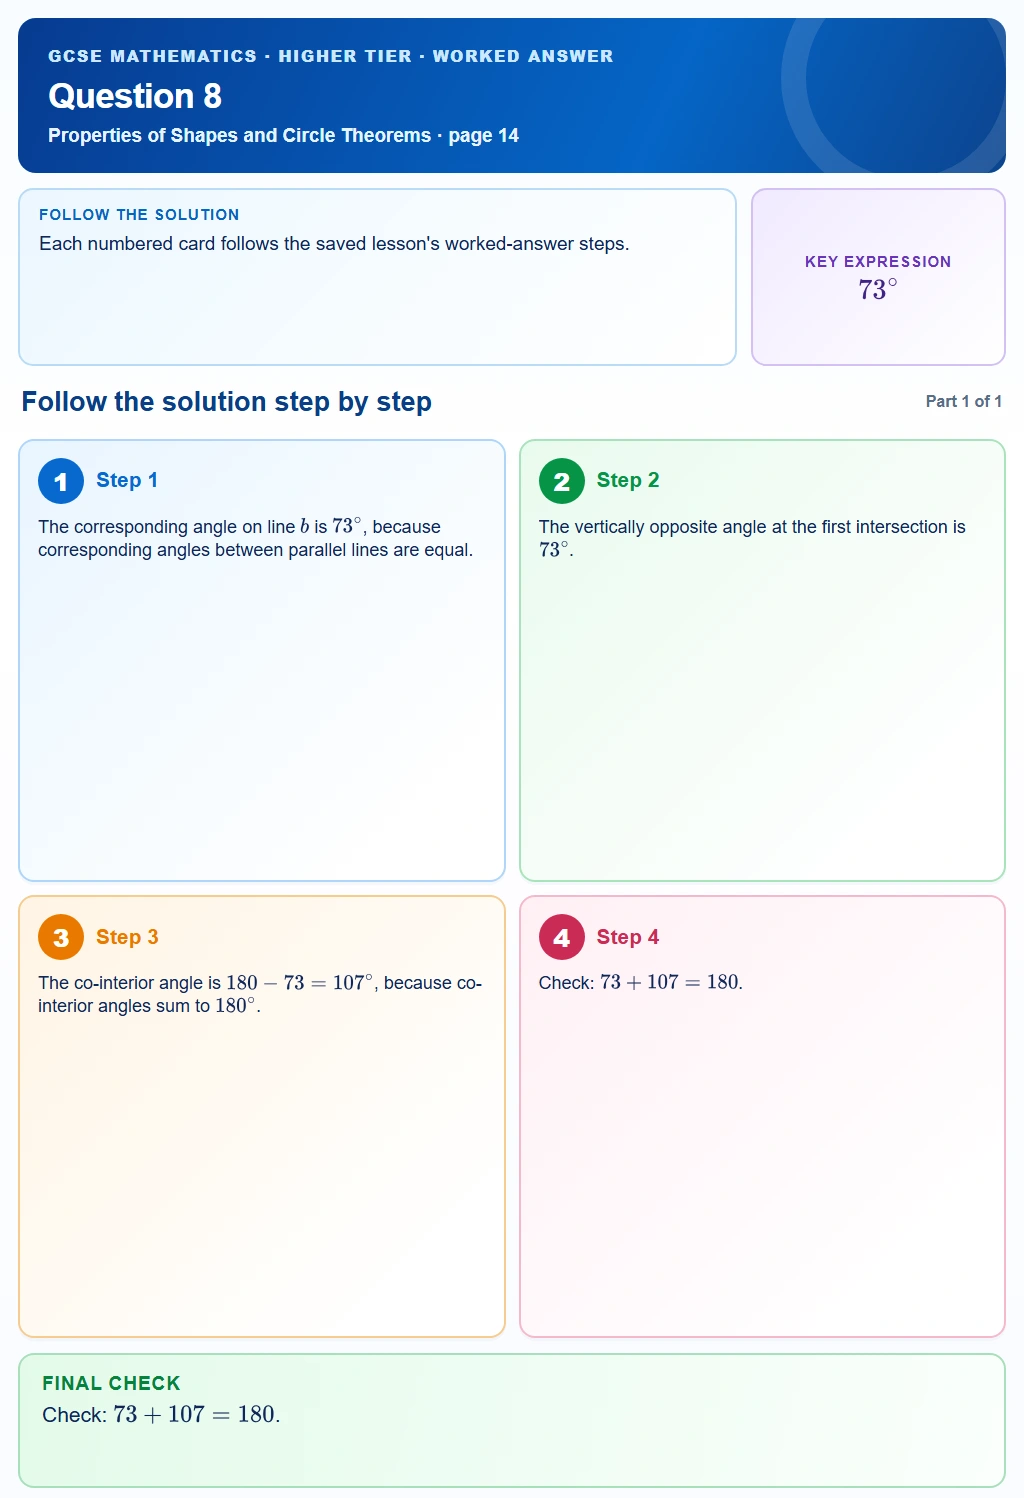 GCSE MATHEMATICS · HIGHER TIER · WORKED ANSWER
Question 8
Properties of Shapes and Circle Theorems · page 14
FOLLOW THE SOLUTION
Each numbered card follows the saved lesson's worked-answer steps.
KEY EXPRESSION
73°
Follow the solution step by step
Part 1 of 1
1 Step 1
The corresponding angle on line b is 73°, because
corresponding angles between parallel lines are equal.
2 Step 2
The vertically opposite angle at the first intersection is
73°.
3 Step 3
The co-interior angle is 180 − 73 = 107°, because co-
interior angles sum to 180°.
4 Step 4
Check: 73 + 107 = 180.
FINAL CHECK
Check: 73 + 107 = 180.